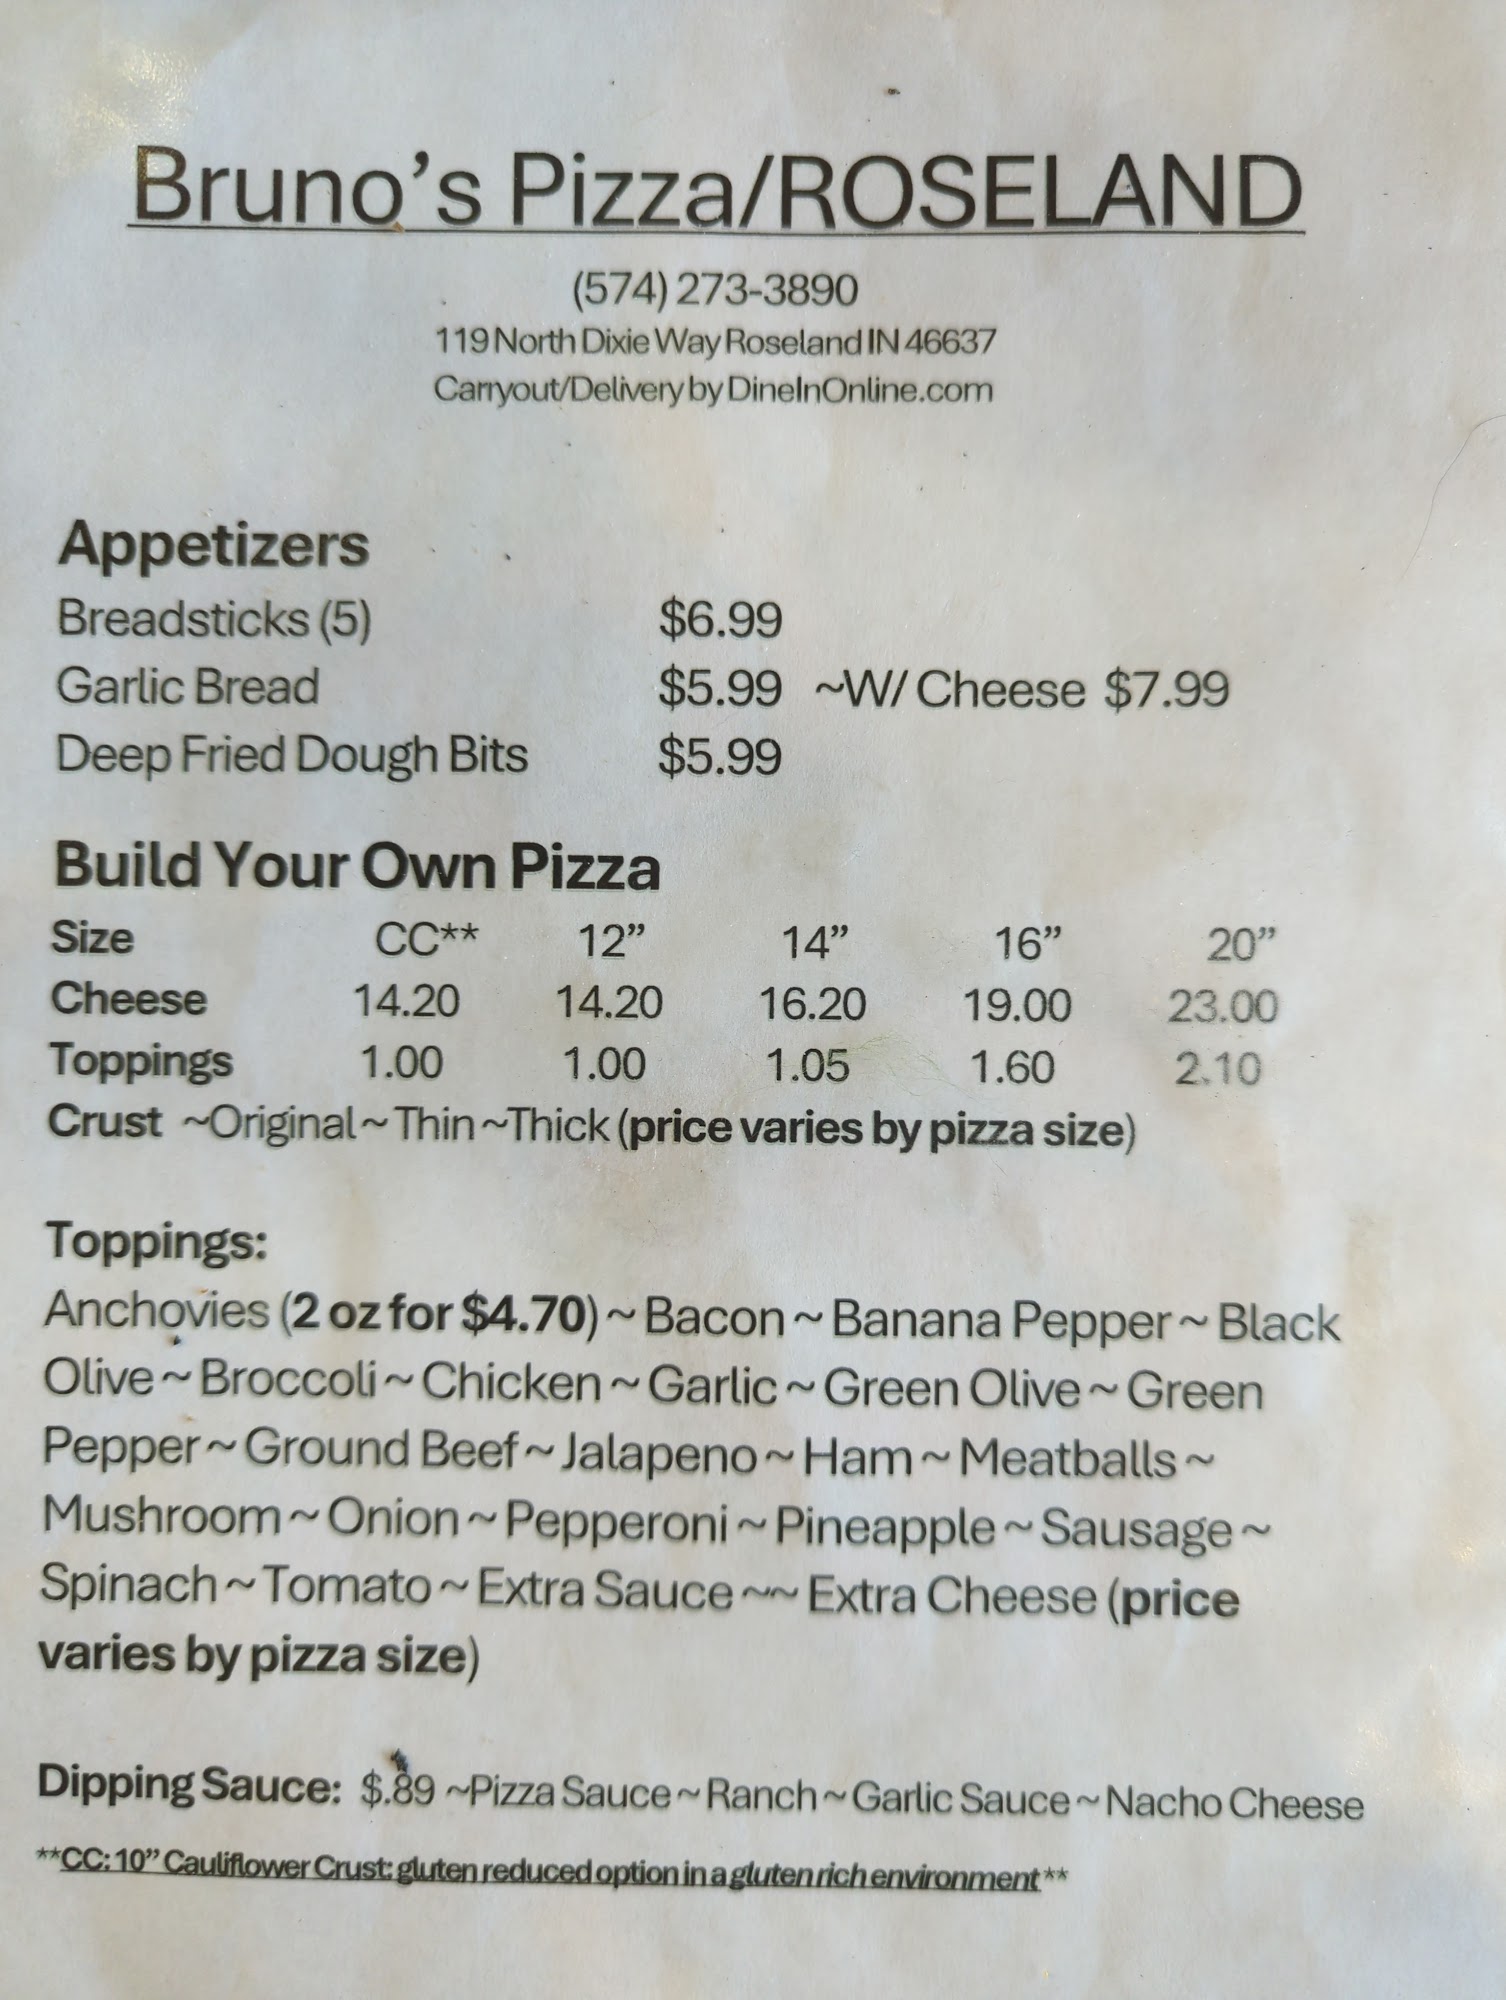 Bruno's Pizza/ROSELAND
(574) 273-3890
119 North Dixie Way Roseland IN 46637
Carryout/Delivery by DineInOnline.com
Appetizers
Breadsticks (5) $6.99
Garlic Bread $5.99 ~W/ Cheese $7.99
Deep Fried Dough Bits $5.99
Build Your Own Pizza
Size CC** 12” 14” 16” 20”
Cheese 14.20 14.20 16.20 19.00 23.00
Toppings 1.00 1.00 1.05 1.60 2.10
Crust ~Original~Thin~Thick (price varies by pizza size)
Toppings:
Anchovies (2 oz for $4.70) ~ Bacon ~ Banana Pepper ~ Black
Olive ~ Broccoli ~ Chicken ~ Garlic ~ Green Olive ~ Green
Pepper ~ Ground Beef ~ Jalapeno ~ Ham ~ Meatballs ~
Mushroom ~ Onion ~ Pepperoni ~ Pineapple ~ Sausage ~
Spinach ~ Tomato ~ Extra Sauce ~~ Extra Cheese (price
varies by pizza size)
Dipping Sauce: $.89 ~Pizza Sauce ~ Ranch ~ Garlic Sauce ~ Nacho Cheese
**CC: 10” Cauliflower Crust: gluten reduced option in a gluten rich environment**